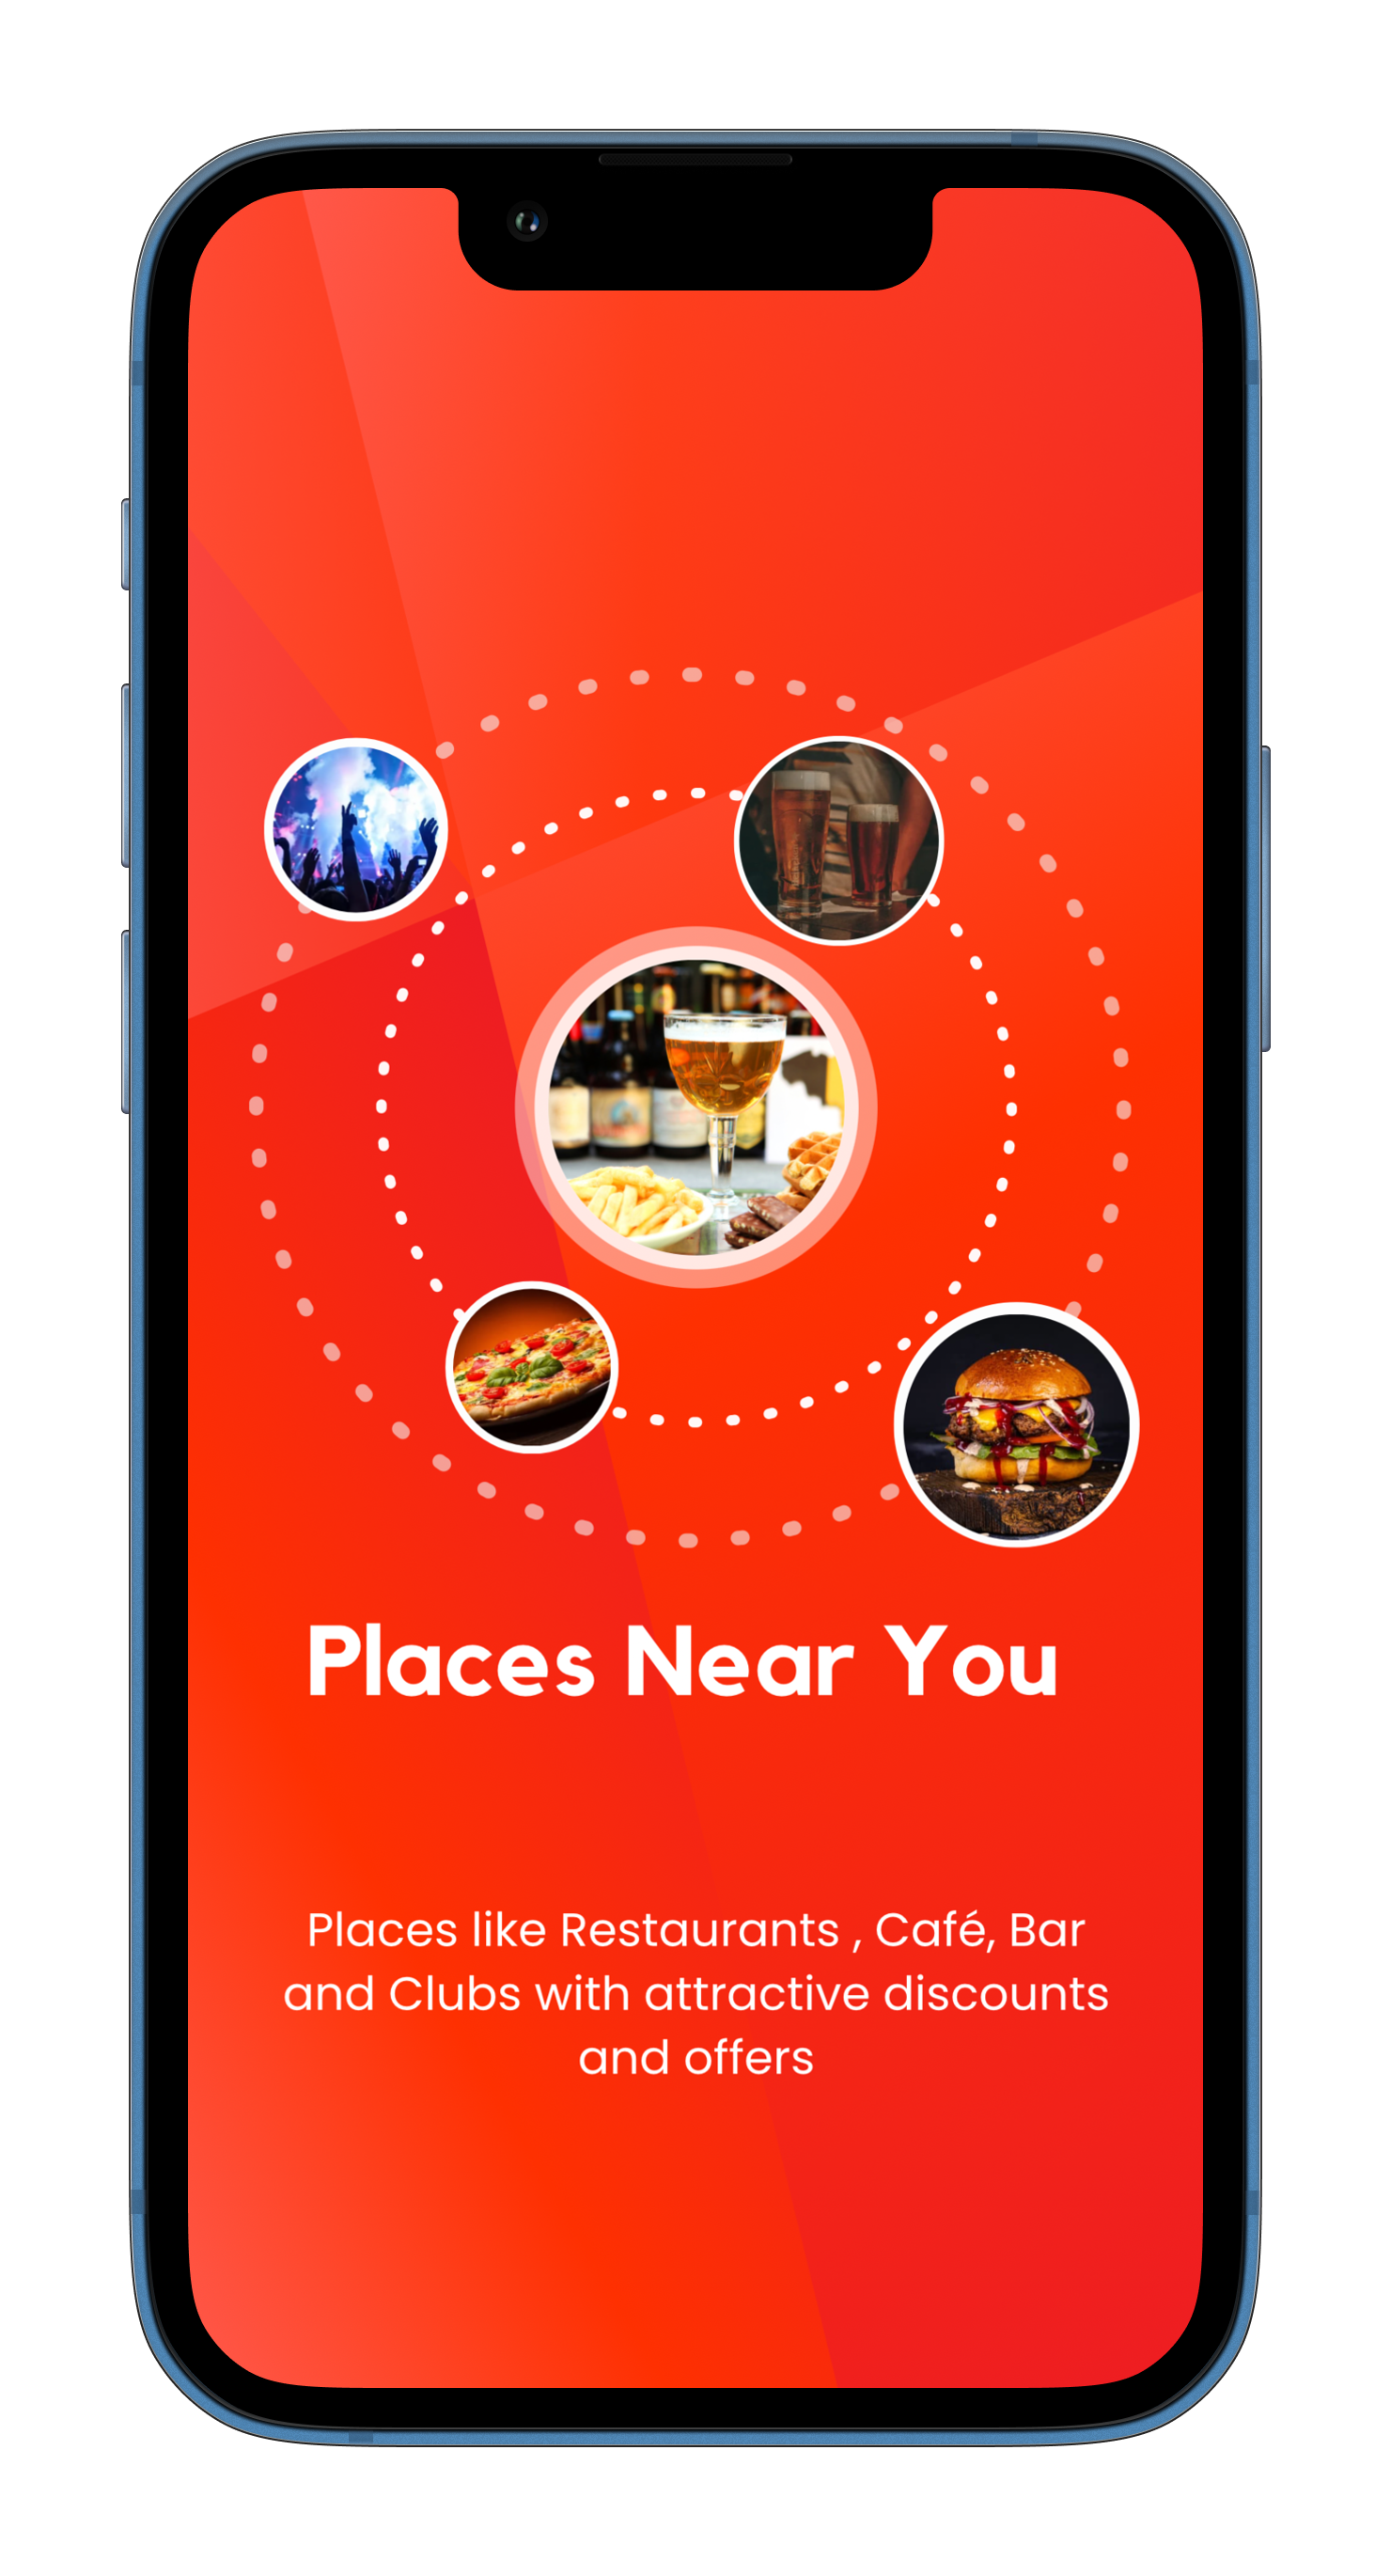 Places Near You
Places like Restaurants , Café, Bar
and Clubs with attractive discounts
and offers